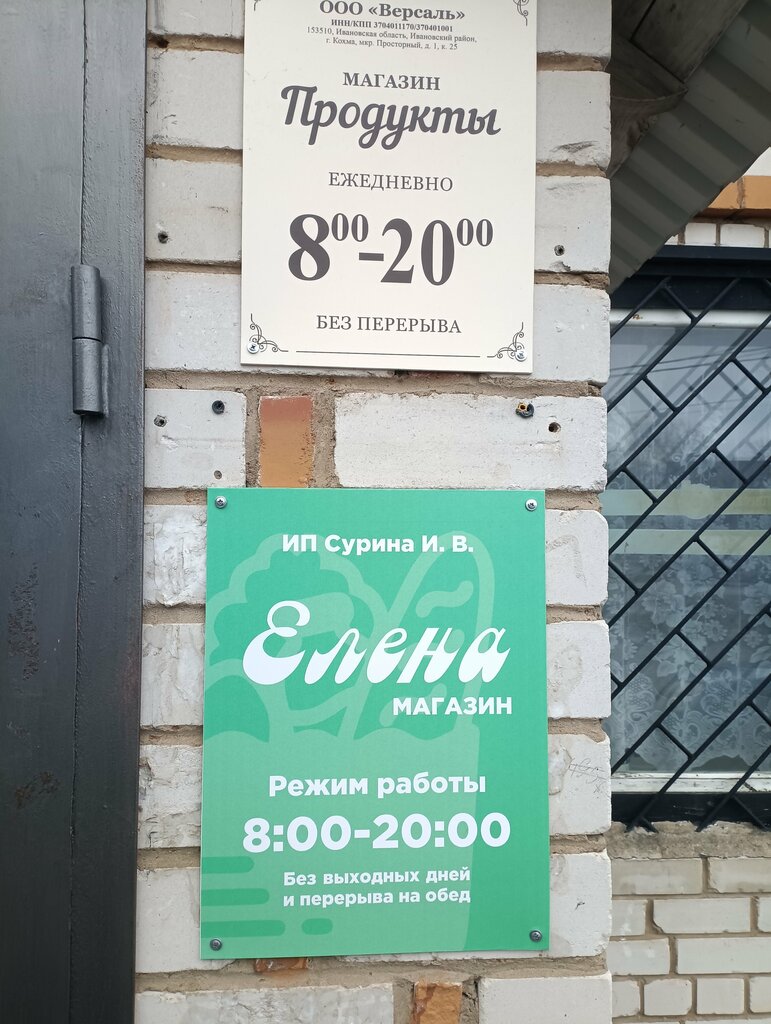 ООО «Версаль»
ИНН/КПП 3704011170/370401001
153510, Ивановская область, Ивановский район,
г. Кохма, мкр. Просторный, д. 1, к. 25
МАГАЗИН
Продукты
ЕЖЕДНЕВНО
8⁰⁰-20⁰⁰
БЕЗ ПЕРЕРЫВА
ИП Сурина И. В.
Елена
МАГАЗИН
Режим работы
8:00-20:00
Без выходных дней
и перерыва на обед